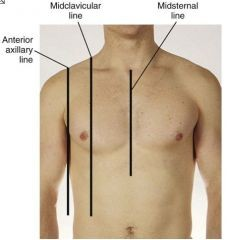 Midclavicular
line
Midsternal
line
Anterior
axillary
line